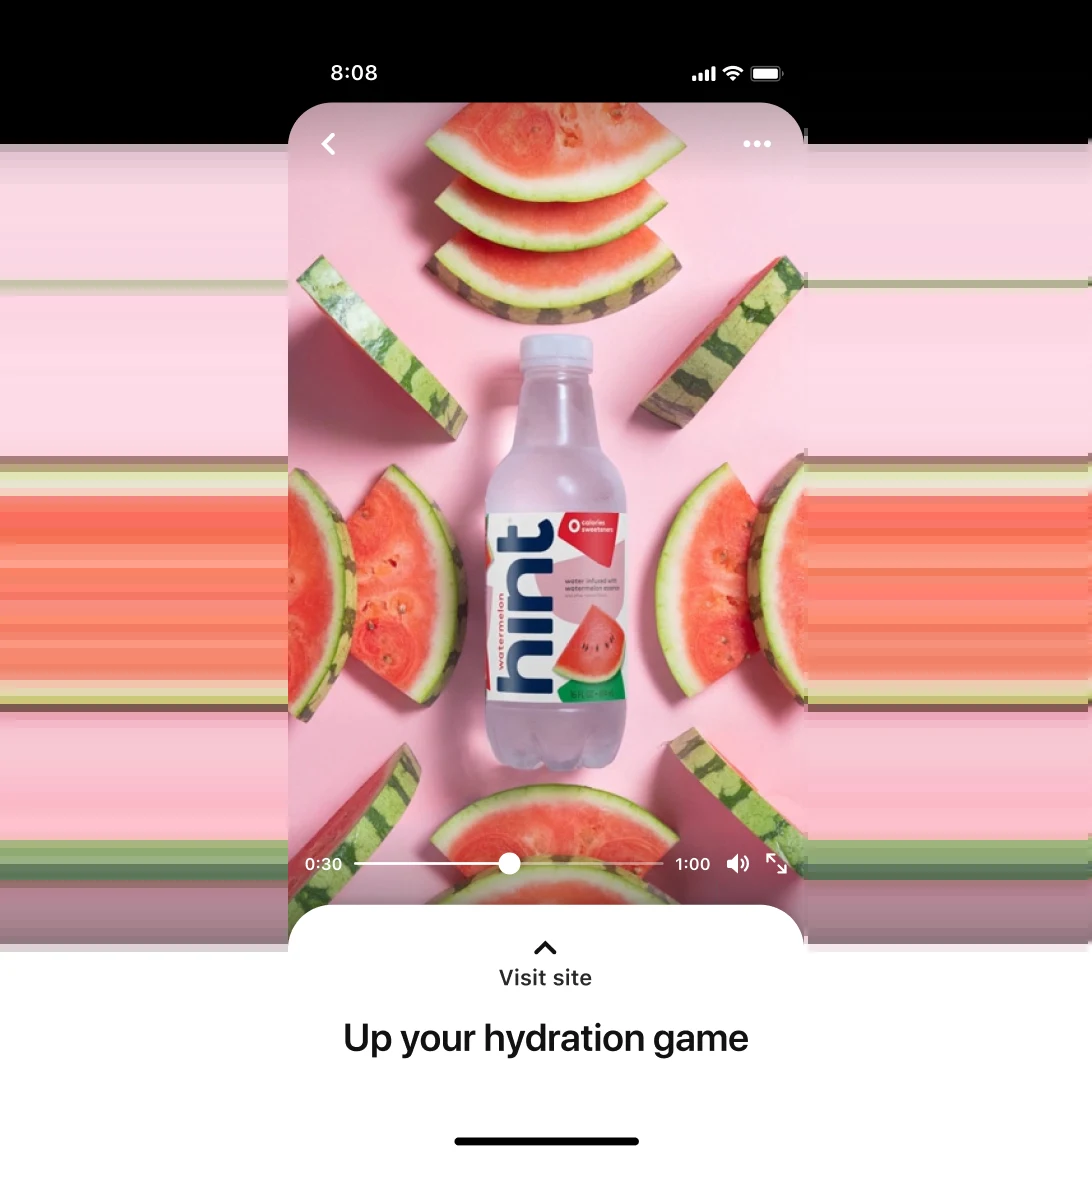 8:08
0 calories
sweeteners
hint
watermelon
water infused with
watermelon essence
0:30
1:00
Visit site
Up your hydration game